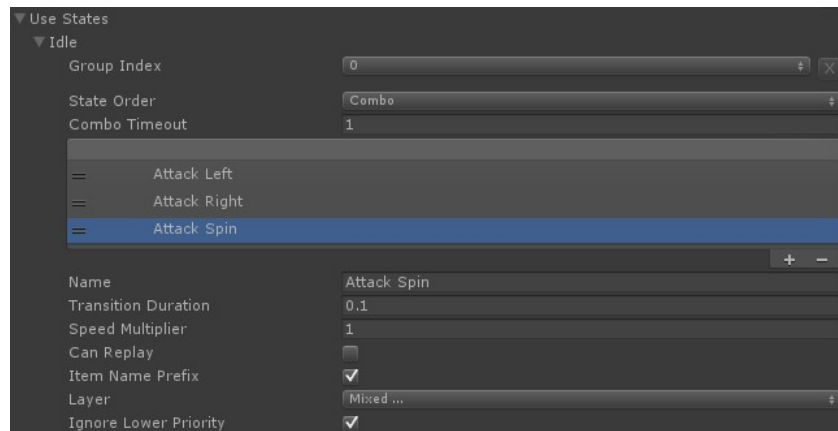 Use States
Idle
Group Index 0 X
State Order Combo
Combo Timeout 1
Attack Left
Attack Right
Attack Spin
+ −
Name Attack Spin
Transition Duration 0.1
Speed Multiplier 1
Can Replay
Item Name Prefix
Layer Mixed ...
Ignore Lower Priority